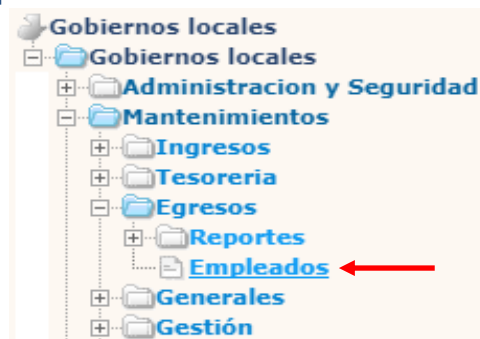 Gobiernos locales
Gobiernos locales
Administracion y Seguridad
Mantenimientos
Ingresos
Tesoreria
Egresos
Reportes
Empleados
Generales
Gestión